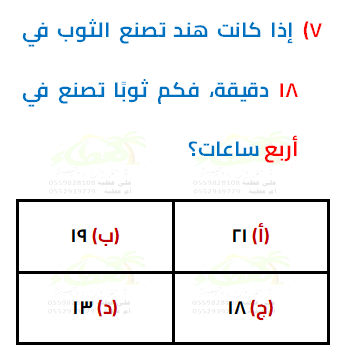 ٧) إذا كانت هند تصنع الثوب في
١٨ دقيقة، فكم ثوبًا تصنع في
أربع ساعات؟
(أ) ٢١
(ب) ١٩
(ج) ١٨
(د) ١٣